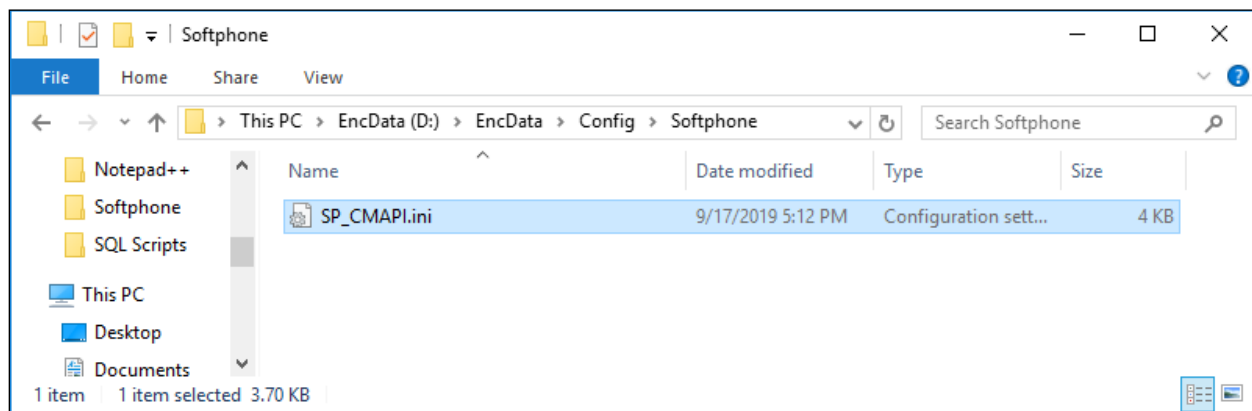 Softphone
File Home Share View
This PC > EncData (D:) > EncData > Config > Softphone
Search Softphone
Notepad++
Softphone
SQL Scripts
This PC
Desktop
Documents
Name Date modified Type Size
SP_CMAPI.ini 9/17/2019 5:12 PM Configuration sett... 4 KB
1 item 1 item selected 3.70 KB